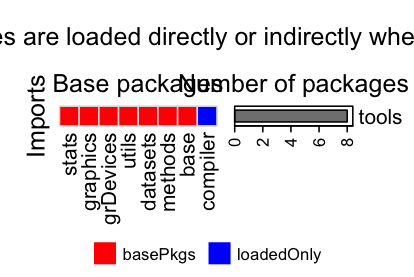 es are loaded directly or indirectly whe
Base packages
Number of packages
Imports
tools
0 2 4 6 8
stats
graphics
grDevices
utils
datasets
methods
base
compiler
basePkgs loadedOnly